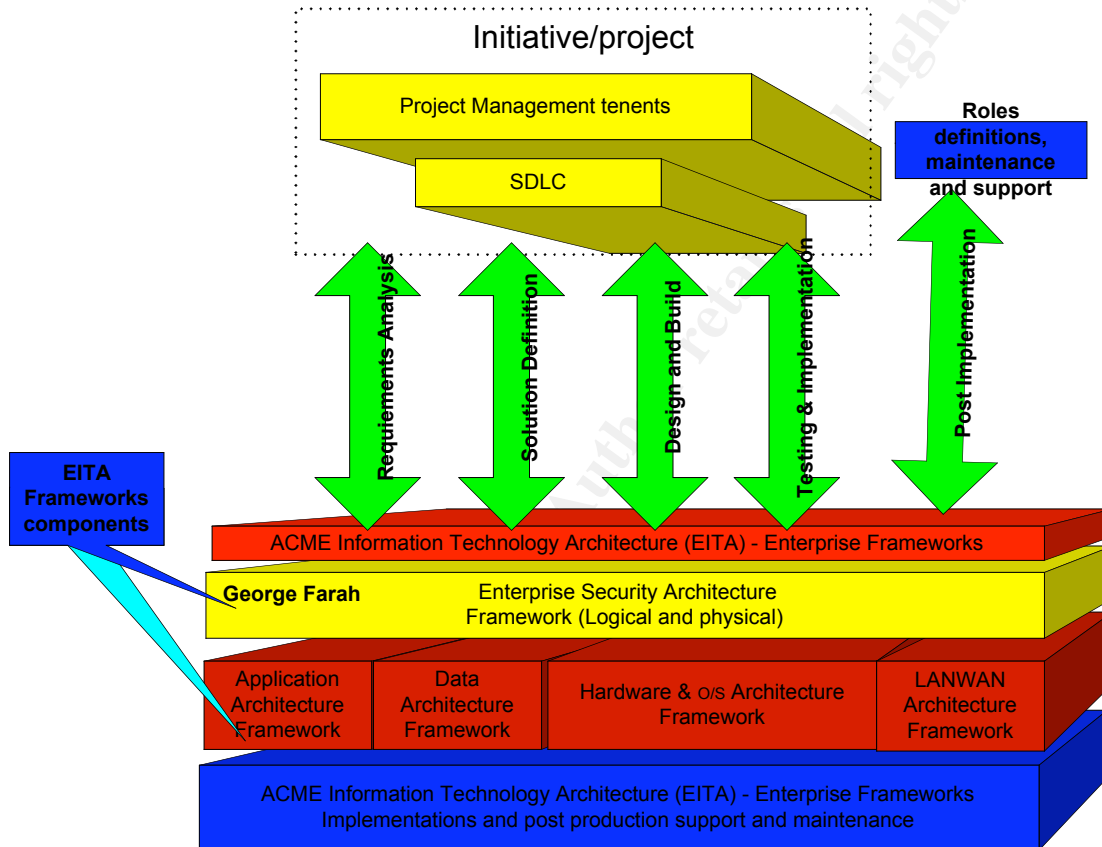 Initiative/project
Project Management tenents
SDLC
Roles
definitions,
maintenance
and support
Requiements Analysis
Solution Definition
Design and Build
Testing & Implementation
Post Implementation
EITA
Frameworks
components
ACME Information Technology Architecture (EITA) - Enterprise Frameworks
George Farah
Enterprise Security Architecture
Framework (Logical and physical)
Application
Architecture
Framework
Data
Architecture
Framework
Hardware & O/S Architecture
Framework
LANWAN
Architecture
Framework
ACME Information Technology Architecture (EITA) - Enterprise Frameworks
Implementations and post production support and maintenance